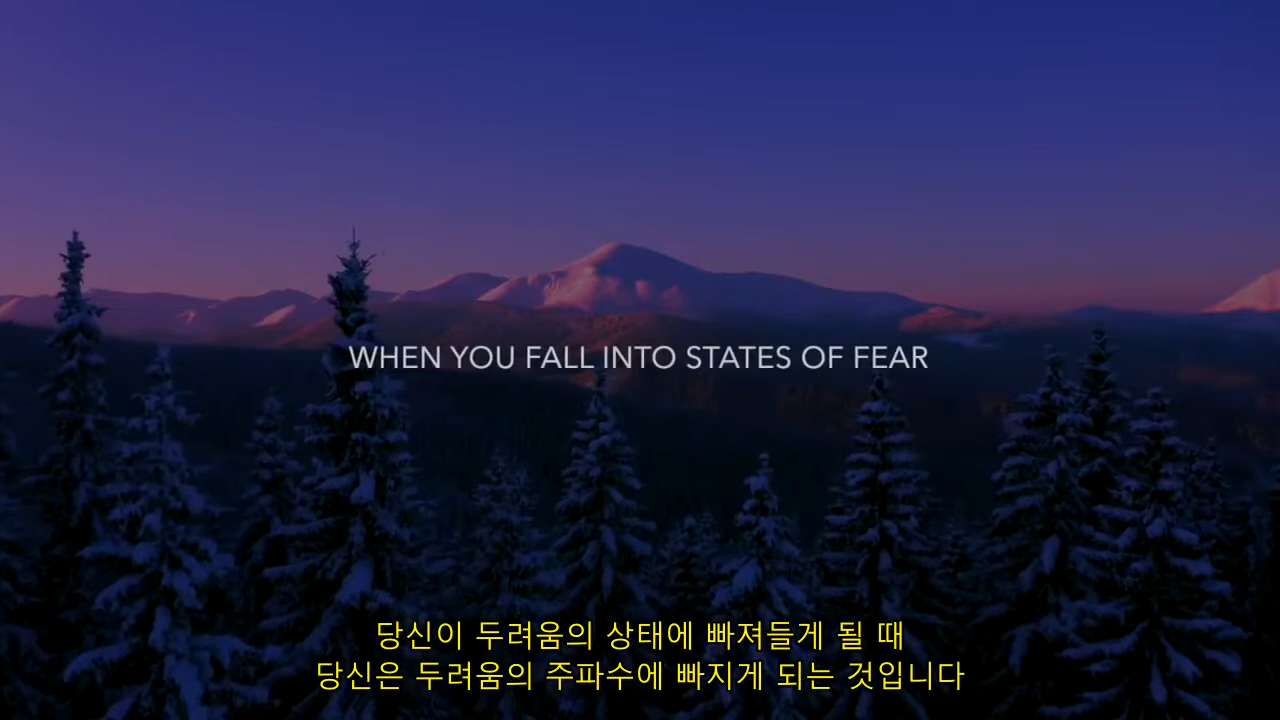 WHEN YOU FALL INTO STATES OF FEAR
당신이 두려움의 상태에 빠져들게 될 때
당신은 두려움의 주파수에 빠지게 되는 것입니다